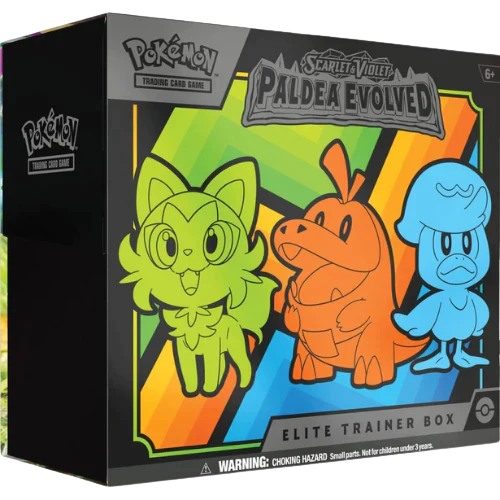 POKéMON
TRADING CARD GAME
SCARLET & VIOLET
PALDEA EVOLVED
6+
POKéMON
TRADING CARD GAME
ELITE TRAINER BOX
WARNING: CHOKING HAZARD Small parts. Not for children under 3 years.